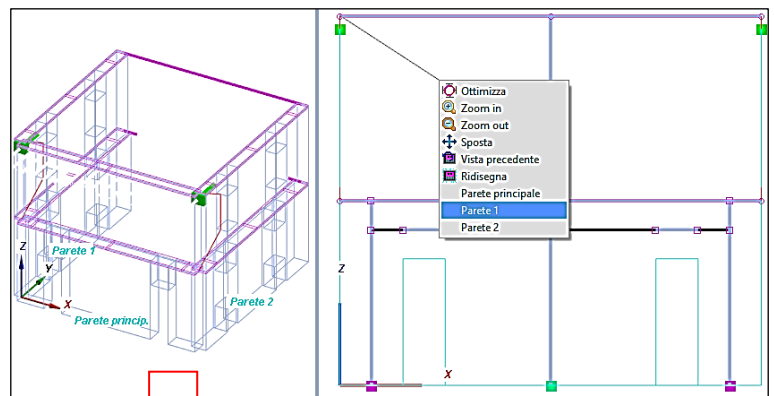 Z
Parete 1
Y
X
Parete 2
Parete princip.
Ottimizza
Zoom in
Zoom out
Sposta
Vista precedente
Ridisegna
Parete principale
Parete 1
Parete 2
Z
X